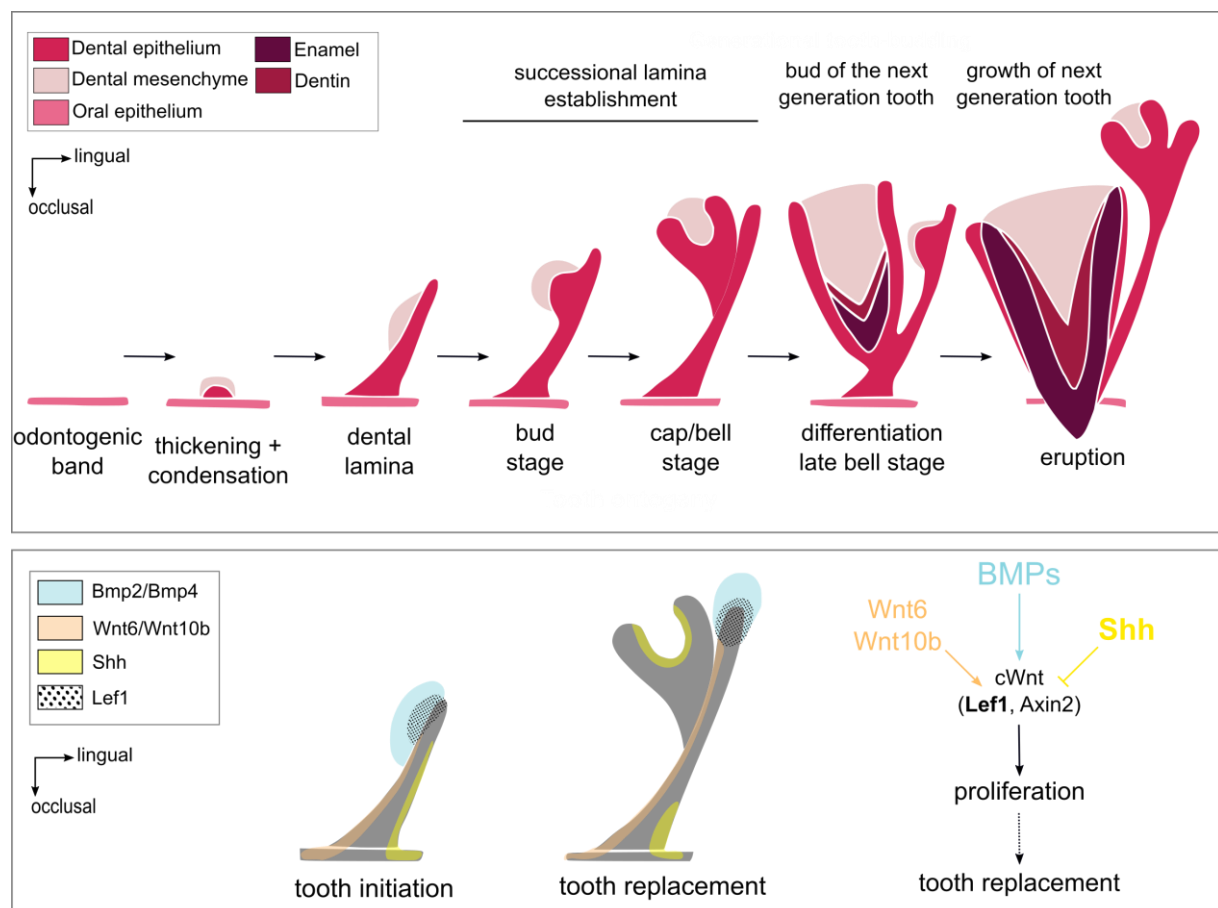 Dental epithelium
Dental mesenchyme
Oral epithelium
Enamel
Dentin
lingual
occlusal
successional lamina
establishment
bud of the next
generation tooth
growth of next
generation tooth
odontogenic
band
thickening +
condensation
dental
lamina
bud
stage
cap/bell
stage
differentiation
late bell stage
eruption
Bmp2/Bmp4
Wnt6/Wnt10b
Shh
Lef1
lingual
occlusal
tooth initiation
tooth replacement
BMPs
Wnt6
Wnt10b
Shh
cWnt
(Lef1, Axin2)
proliferation
tooth replacement